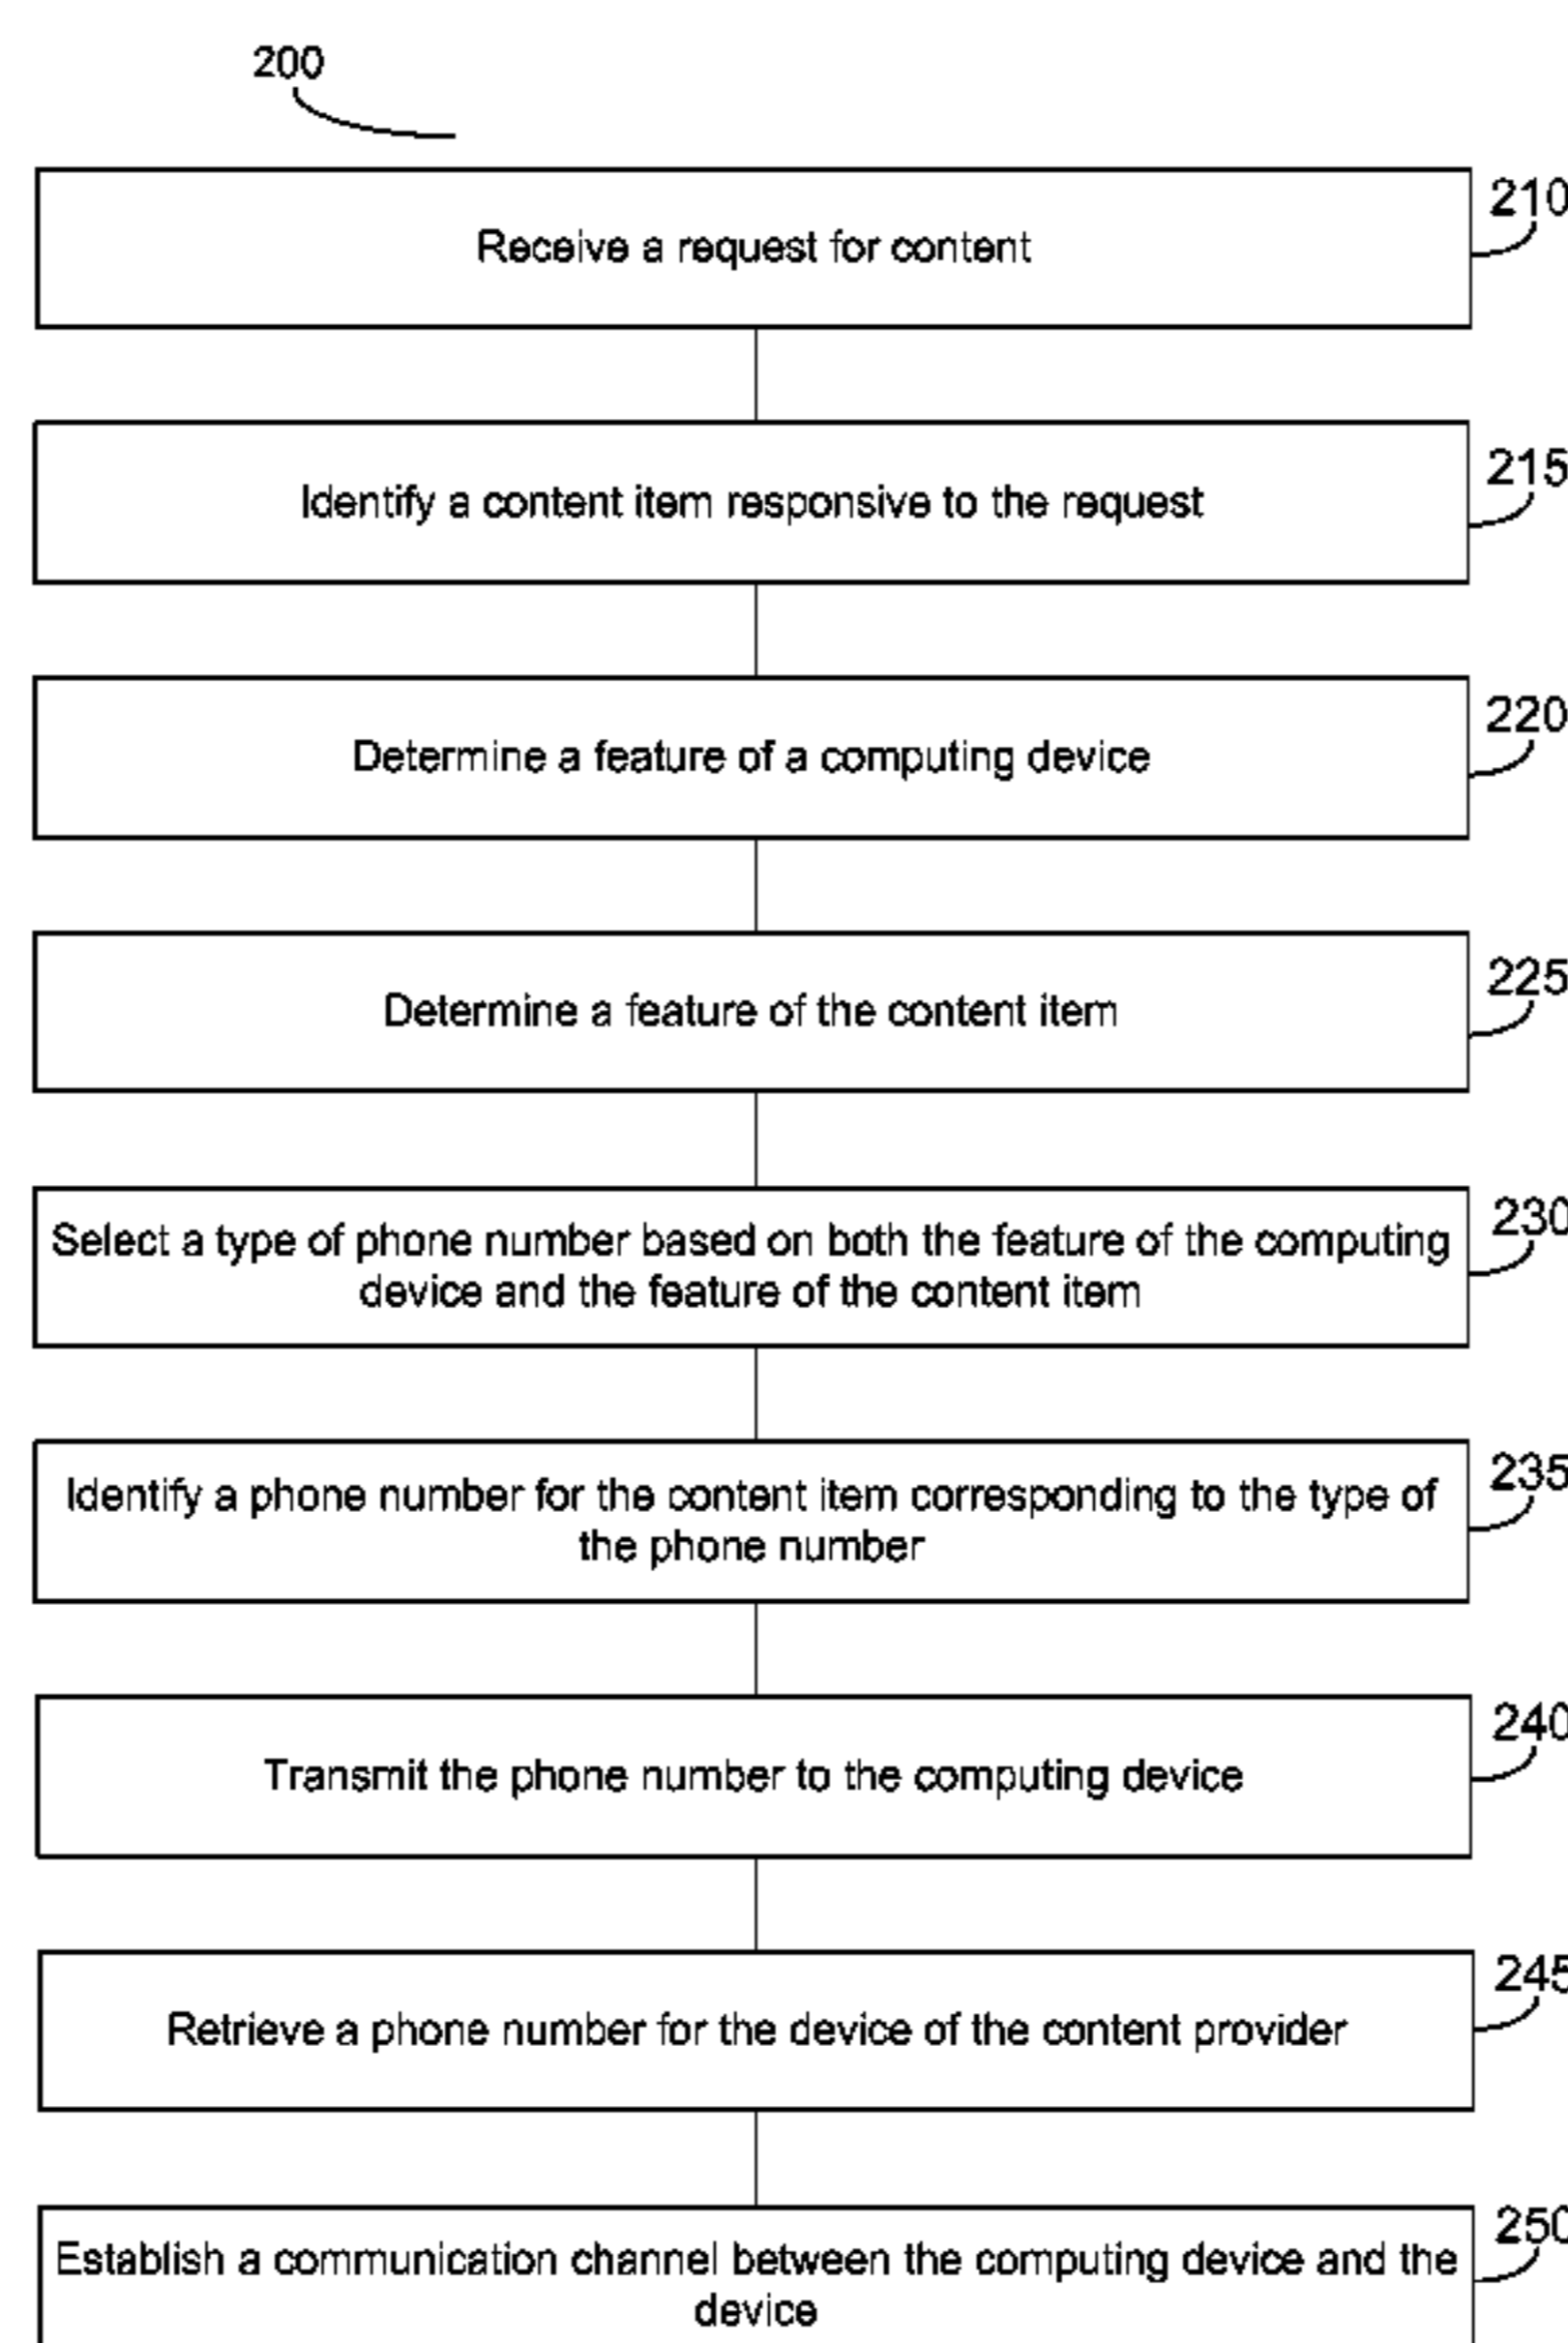 200
210
Receive a request for content
215
Identify a content item responsive to the request
220
Determine a feature of a computing device
225
Determine a feature of the content item
230
Select a type of phone number based on both the feature of the computing
device and the feature of the content item
235
Identify a phone number for the content item corresponding to the type of
the phone number
240
Transmit the phone number to the computing device
245
Retrieve a phone number for the device of the content provider
250
Establish a communication channel between the computing device and the
device